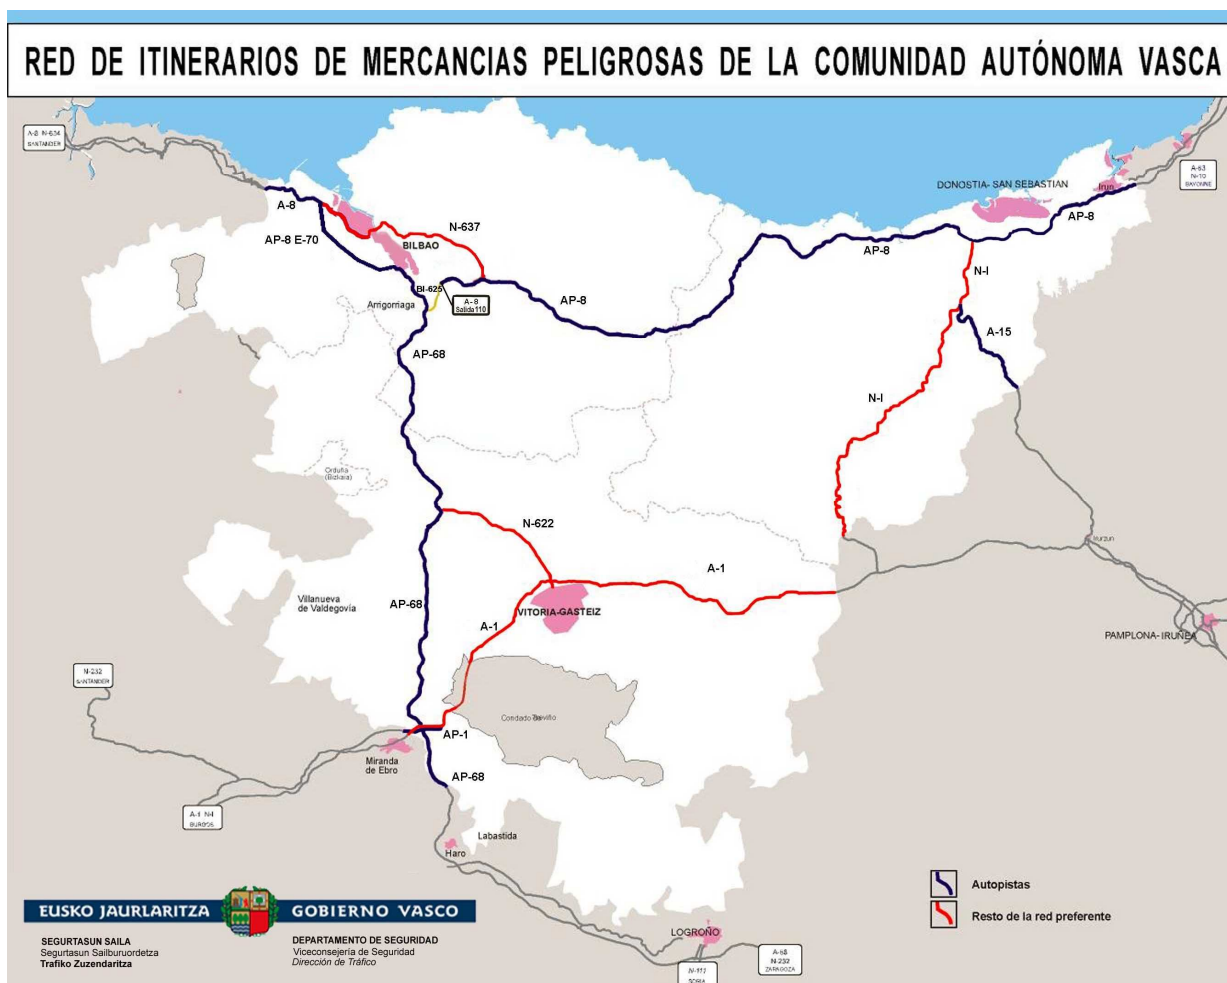 RED DE ITINERARIOS DE MERCANCIAS PELIGROSAS DE LA COMUNIDAD AUTÓNOMA VASCA
A-8 N-634
SANTANDER
A-63
N-10
BAYONNE
DONOSTIA- SAN SEBASTIAN
Irun
A-8
AP-8
N-637
AP-8 E-70
BILBAO
AP-8
N-I
BI-625
Arrigorriaga
A-8
Salida 110
AP-8
A-15
AP-68
N-I
Orduña
(Bizkaia)
N-622
Irurzun
A-1
Villanueva
de Valdegovía
AP-68
VITORIA-GASTEIZ
A-1
PAMPLONA- IRUÑEA
N-232
SANTANDER
Condado Treviño
AP-1
Miranda
de Ebro
AP-68
A-1 N-I
BURGOS
Labastida
Haro
Autopistas
Resto de la red preferente
EUSKO JAURLARITZA
GOBIERNO VASCO
LOGROÑO
SEGURTASUN SAILA
Segurtasun Sailburuordetza
Trafiko Zuzendaritza
DEPARTAMENTO DE SEGURIDAD
Viceconsejería de Seguridad
Dirección de Tráfico
A-68
N-232
ZARAGOZA
N-111
SORIA